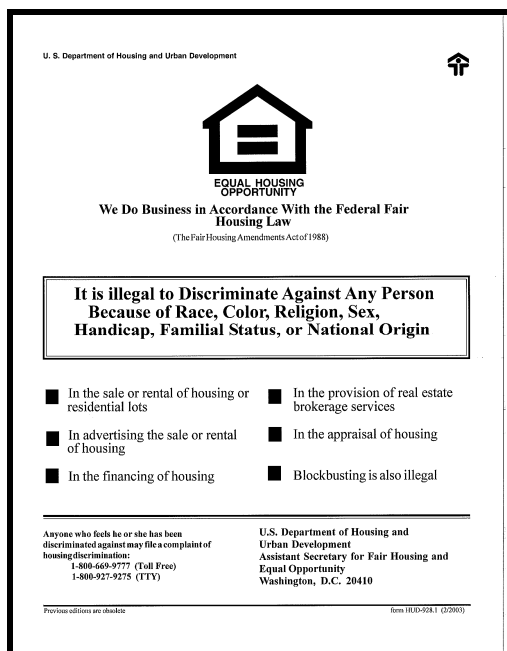 U. S. Department of Housing and Urban Development
EQUAL HOUSING
OPPORTUNITY
We Do Business in Accordance With the Federal Fair
Housing Law
(The Fair Housing Amendments Act of 1988)
It is illegal to Discriminate Against Any Person
Because of Race, Color, Religion, Sex,
Handicap, Familial Status, or National Origin
In the sale or rental of housing or
residential lots
In advertising the sale or rental
of housing
In the financing of housing
In the provision of real estate
brokerage services
In the appraisal of housing
Blockbusting is also illegal
Anyone who feels he or she has been
discriminated against may file a complaint of
housing discrimination:
1-800-669-9777 (Toll Free)
1-800-927-9275 (TTY)
U.S. Department of Housing and
Urban Development
Assistant Secretary for Fair Housing and
Equal Opportunity
Washington, D.C. 20410
Previous editions are obsolete
form HUD-928.1 (2/2003)